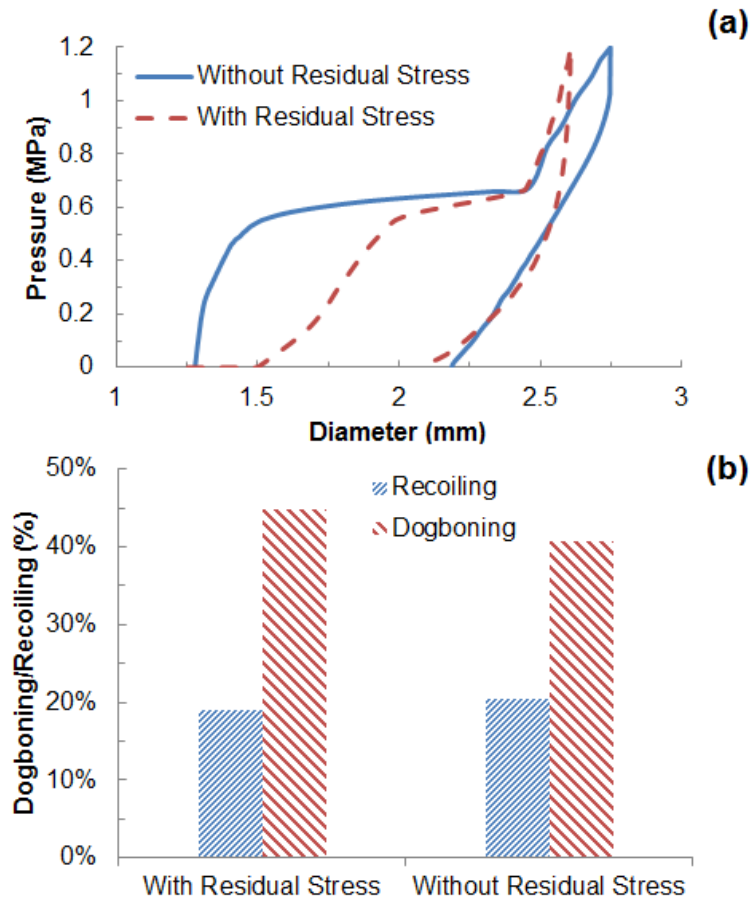 (a)
Pressure (MPa)
1.2
1
0.8
0.6
0.4
0.2
0
Without Residual Stress
With Residual Stress
1
1.5
2
2.5
3
Diameter (mm)
(b)
Dogboning/Recoiling (%)
50%
40%
30%
20%
10%
0%
Recoiling
Dogboning
With Residual Stress
Without Residual Stress